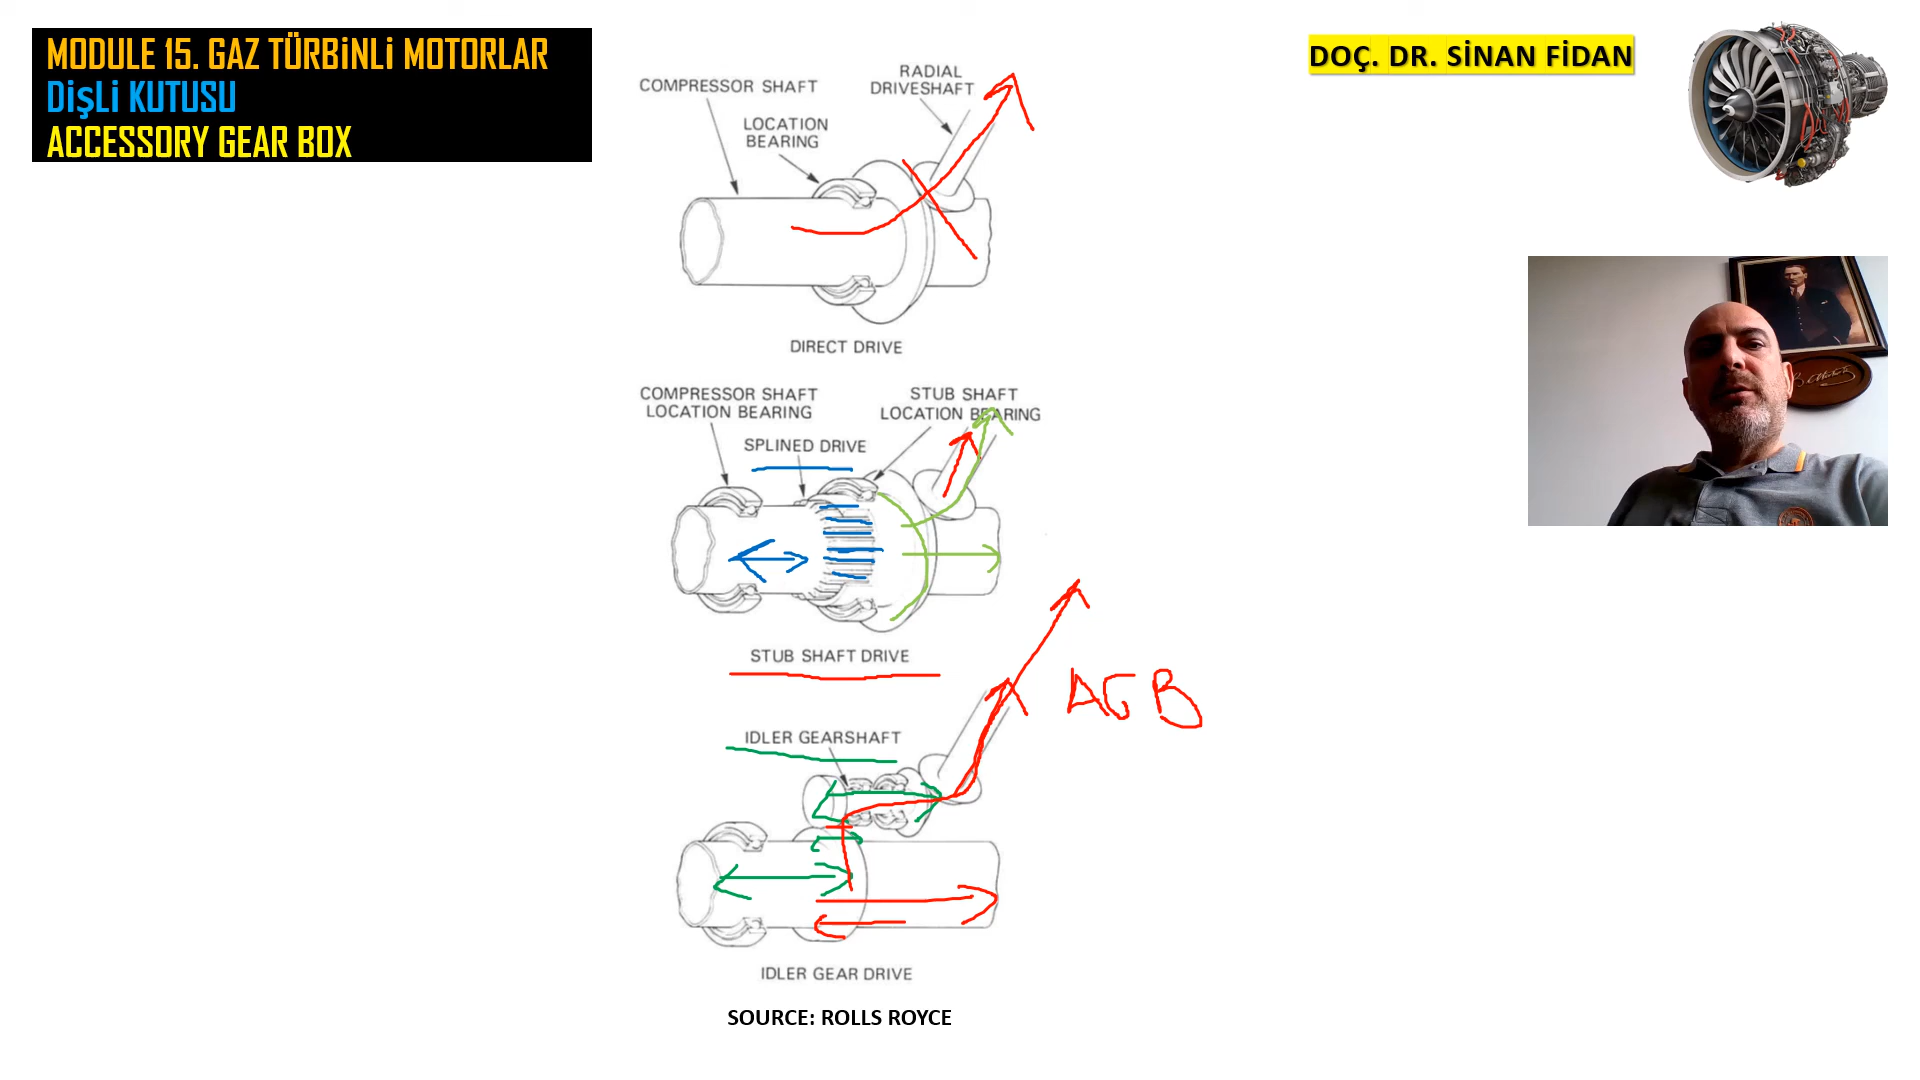 MODULE 15. GAZ TÜRBiNLi MOTORLAR
DişLi KUTUSU
ACCESSORY GEAR BOX
DOÇ. DR. SİNAN FİDAN
COMPRESSOR SHAFT
RADIAL
DRIVESHAFT
LOCATION
BEARING
DIRECT DRIVE
COMPRESSOR SHAFT
LOCATION BEARING
STUB SHAFT
LOCATION BEARING
SPLINED DRIVE
STUB SHAFT DRIVE
AGB
IDLER GEARSHAFT
IDLER GEAR DRIVE
SOURCE: ROLLS ROYCE